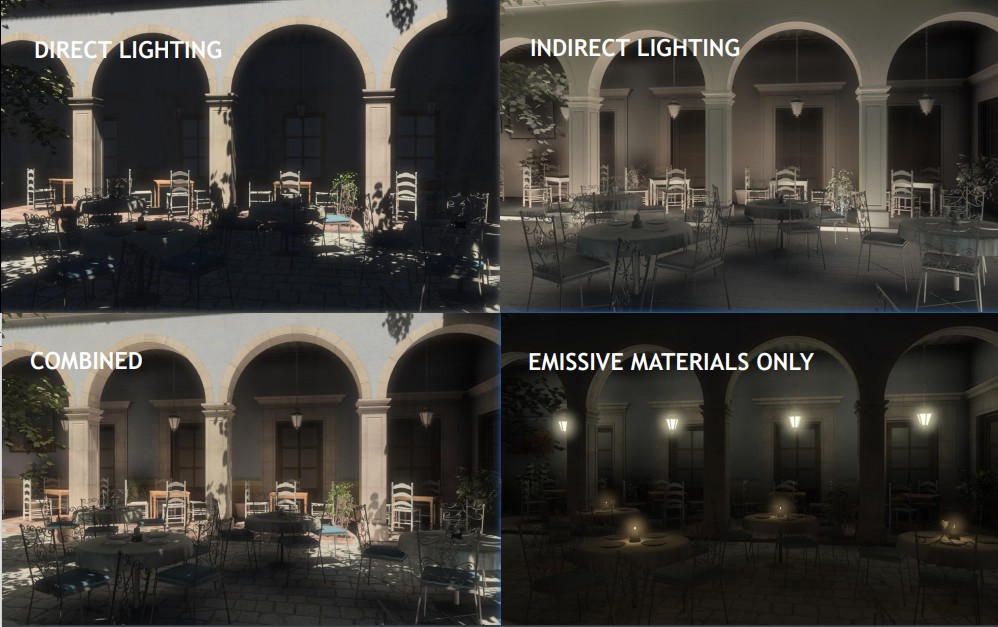 DIRECT LIGHTING
INDIRECT LIGHTING
COMBINED
EMISSIVE MATERIALS ONLY